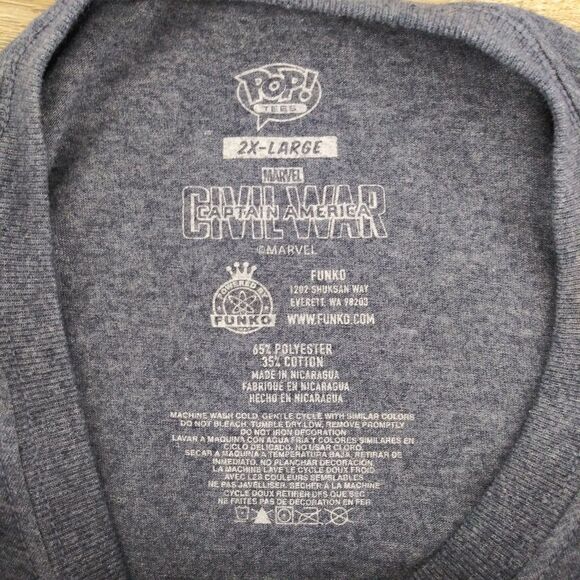 POP!
TEES
2X-LARGE
MARVEL
CAPTAIN AMERICA
CIVIL WAR
©MARVEL
POWERED BY
FUNKO
FUNKO
1202 SHUKSAN WAY
EVERETT, WA 98203
WWW.FUNKO.COM
65% POLYESTER
35% COTTON
MADE IN NICARAGUA
FABRIQUE EN NICARAGUA
HECHO EN NICARAGUA
MACHINE WASH COLD, GENTLE CYCLE WITH SIMILAR COLORS
DO NOT BLEACH, TUMBLE DRY LOW, REMOVE PROMPTLY
DO NOT IRON DECORATION
LAVAR A MAQUINA CON AGUA FRIA Y COLORES SIMILARES EN
CICLO DELICADO. NO USAR CLORO.
SECAR A MAQUINA A TEMPERATURA BAJA, RETIRAR DE
INMEDIATO. NO PLANCHAR DECORACION
LA MACHINE LAVE LE CYCLE DOUX FROID
AVEC LES COULEURS SEMBLABLES
NE PAS JAVELLISER. SECHER A LA MACHINE
CYCLE DOUX RETIRER DES QUE SEC
NE PAS REPASSER L'IMPRIME